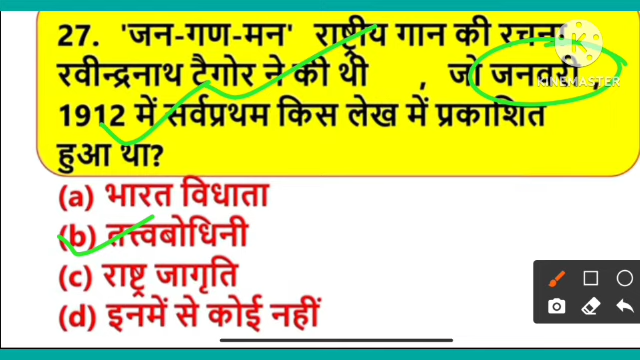 27. 'जन-गण-मन' राष्ट्रीय गान की रचना
रवीन्द्रनाथ टैगोर ने की थी , जो जनवरी ,
KINEMASTER
1912 में सर्वप्रथम किस लेख में प्रकाशित
हुआ था?
(a) भारत विधाता
(b) तत्त्वबोधिनी
(c) राष्ट्र जागृति
(d) इनमें से कोई नहीं